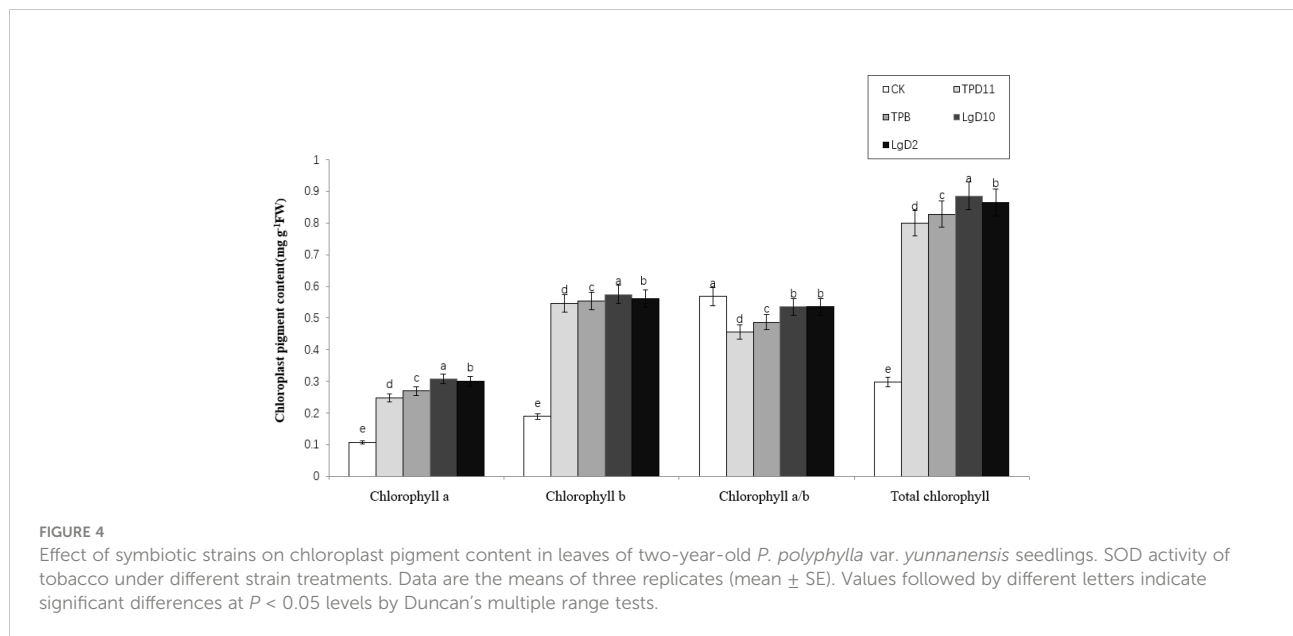 CK TPD11
TPB LgD10
LgD2
Chloroplast pigment content(mg g-1FW)
1
0.9
0.8
0.7
0.6
0.5
0.4
0.3
0.2
0.1
0
e d c a b
e d c a b
a d c b b
e d c a b
Chlorophyll a Chlorophyll b Chlorophyll a/b Total chlorophyll
FIGURE 4
Effect of symbiotic strains on chloroplast pigment content in leaves of two-year-old P. polyphylla var. yunnanensis seedlings. SOD activity of
tobacco under different strain treatments. Data are the means of three replicates (mean ± SE). Values followed by different letters indicate
significant differences at P < 0.05 levels by Duncan's multiple range tests.